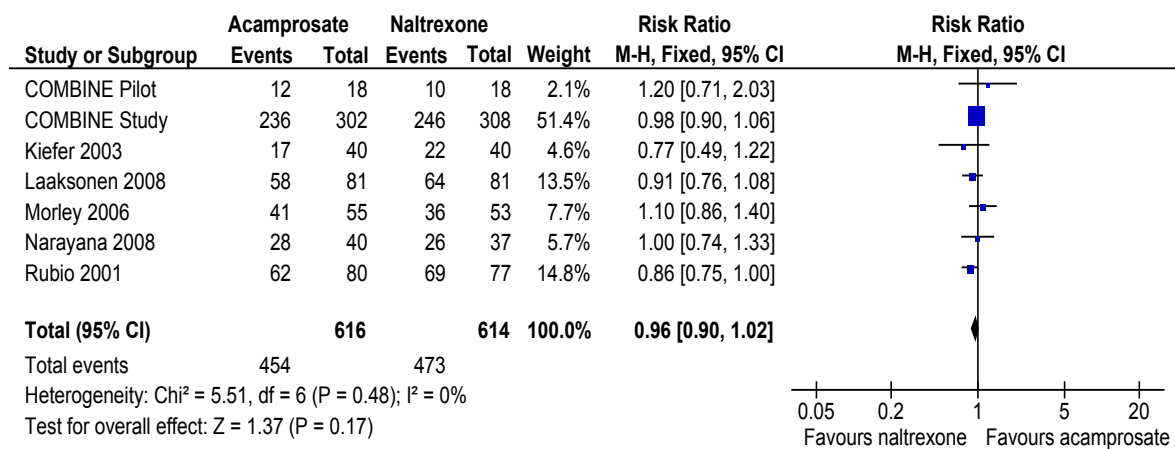 Acamprosate Naltrexone Risk Ratio Risk Ratio
Study or Subgroup Events Total Events Total Weight M-H, Fixed, 95% CI M-H, Fixed, 95% CI
COMBINE Pilot 12 18 10 18 2.1% 1.20 [0.71, 2.03]
COMBINE Study 236 302 246 308 51.4% 0.98 [0.90, 1.06]
Kiefer 2003 17 40 22 40 4.6% 0.77 [0.49, 1.22]
Laaksonen 2008 58 81 64 81 13.5% 0.91 [0.76, 1.08]
Morley 2006 41 55 36 53 7.7% 1.10 [0.86, 1.40]
Narayana 2008 28 40 26 37 5.7% 1.00 [0.74, 1.33]
Rubio 2001 62 80 69 77 14.8% 0.86 [0.75, 1.00]
Total (95% CI) 616 614 100.0% 0.96 [0.90, 1.02]
Total events 454 473
Heterogeneity: Chi² = 5.51, df = 6 (P = 0.48); I² = 0%
Test for overall effect: Z = 1.37 (P = 0.17)
0.05 0.2 1 5 20
Favours naltrexone Favours acamprosate